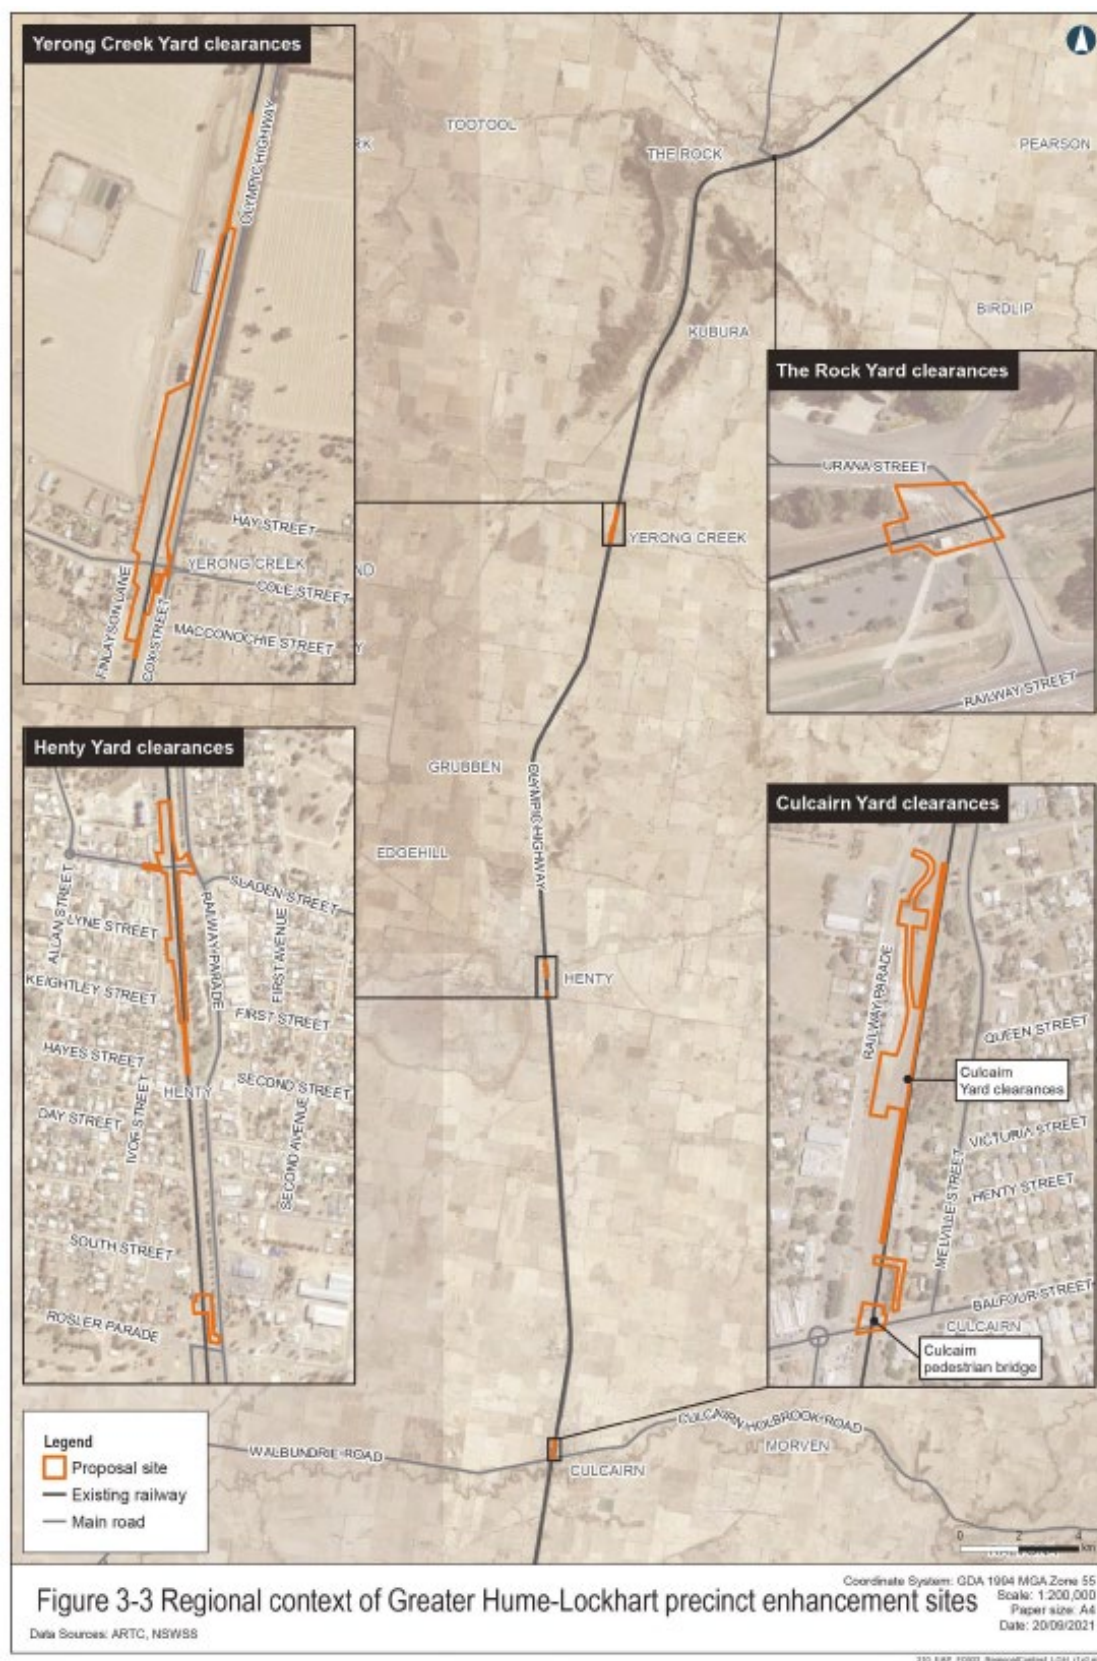 Yerong Creek Yard clearances
OLYMPIC HIGHWAY
HAY STREET
YERONG CREEK
COLE STREET
FINLAYSON LANE
COX STREET
MACCONOCHIE STREET
TOOTOOL
THE ROCK
PEARSON
BIRDLIP
KUBURA
The Rock Yard clearances
URANA STREET
RAILWAY STREET
YERONG CREEK
Henty Yard clearances
ALLAN STREET
SLADEN STREET
LYNE STREET
RAILWAY PARADE
FIRST AVENUE
KEIGHTLEY STREET
FIRST STREET
HAYES STREET
HENTY
SECOND STREET
DAY STREET
IVOR STREET
SECOND AVENUE
SOUTH STREET
ROSLER PARADE
GRUBBEN
OLYMPIC HIGHWAY
EDGEHILL
HENTY
Culcairn Yard clearances
RAILWAY PARADE
QUEEN STREET
Culcairn
Yard clearances
VICTORIA STREET
HENTY STREET
MELVILLE STREET
BALFOUR STREET
CULCAIRN
Culcairn
pedestrian bridge
WALBUNDRIE ROAD
CULCAIRN HOLBROOK ROAD
MORVEN
CULCAIRN
Legend
Proposal site
Existing railway
Main road
0 2 4
km
Figure 3-3 Regional context of Greater Hume-Lockhart precinct enhancement sites
Data Sources: ARTC, NSWSS
Coordinate System: GDA 1994 MGA Zone 55
Scale: 1:200,000
Paper size: A4
Date: 20/09/2021